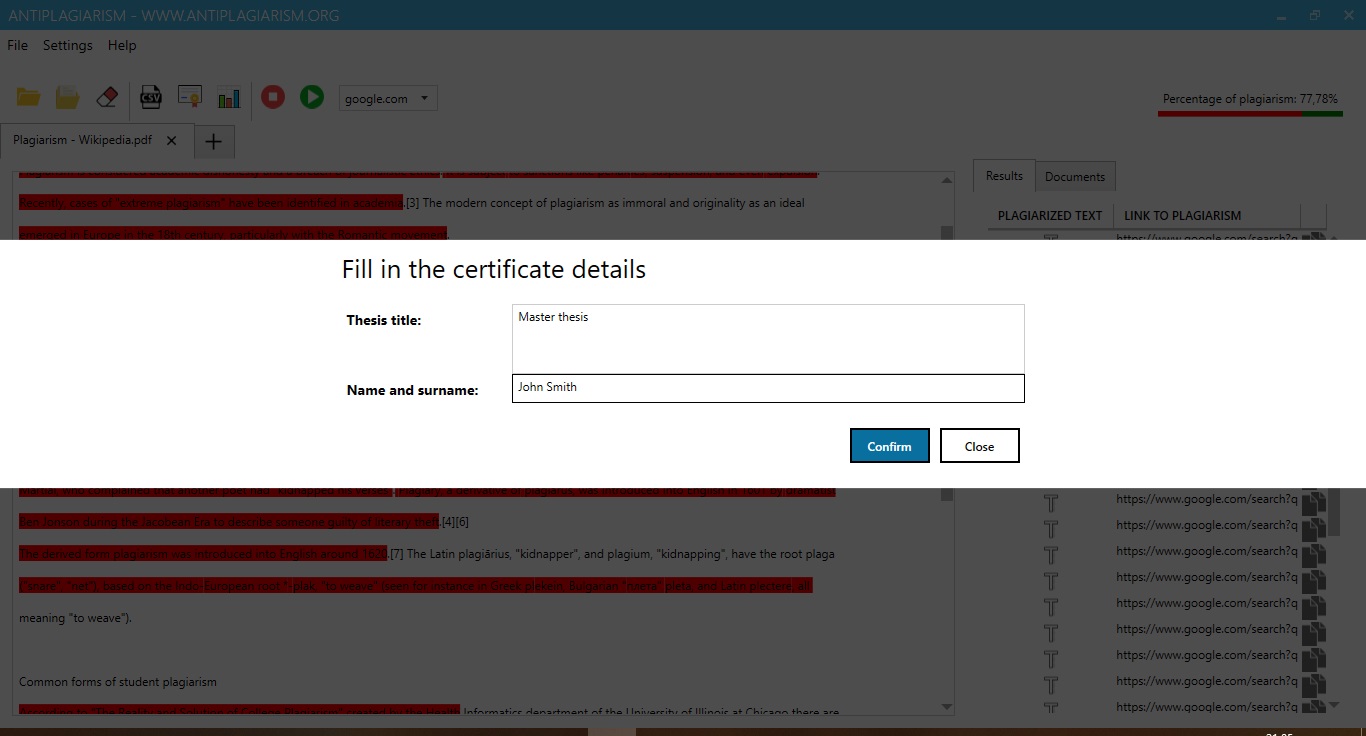 ANTIPLAGIARISM - WWW.ANTIPLAGIARISM.ORG
File Settings Help
CSV
google.com
Percentage of plagiarism: 77,78%
Plagiarism - Wikipedia.pdf
Results Documents
PLAGIARIZED TEXT LINK TO PLAGIARISM
Recently, cases of "extreme plagiarism" have been identified in academia.[3] The modern concept of plagiarism as immoral and originality as an ideal
emerged in Europe in the 18th century, particularly with the Romantic movement.
https://www.google.com/search?q
Fill in the certificate details
Thesis title:
Master thesis
Name and surname:
John Smith
Confirm Close
Martial, who complained that another poet had "kidnapped his verses". Plagiary, a derivative of plagiarus, was introduced into English in 1601 by dramatist
Ben Jonson during the Jacobean Era to describe someone guilty of literary theft.[4][6]
The derived form plagiarism was introduced into English around 1620.[7] The Latin plagiārius, "kidnapper", and plagium, "kidnapping", have the root plaga
("snare", "net"), based on the Indo-European root *-plak, "to weave" (seen for instance in Greek plekein, Bulgarian pleta, and Latin plectere, all
meaning "to weave").
Common forms of student plagiarism
According to "The Reality and Solution of College Plagiarism" created by the Health Informatics department of the University of Illinois at Chicago there are
https://www.google.com/search?q
https://www.google.com/search?q
https://www.google.com/search?q
https://www.google.com/search?q
https://www.google.com/search?q
https://www.google.com/search?q
https://www.google.com/search?q
https://www.google.com/search?q
https://www.google.com/search?q